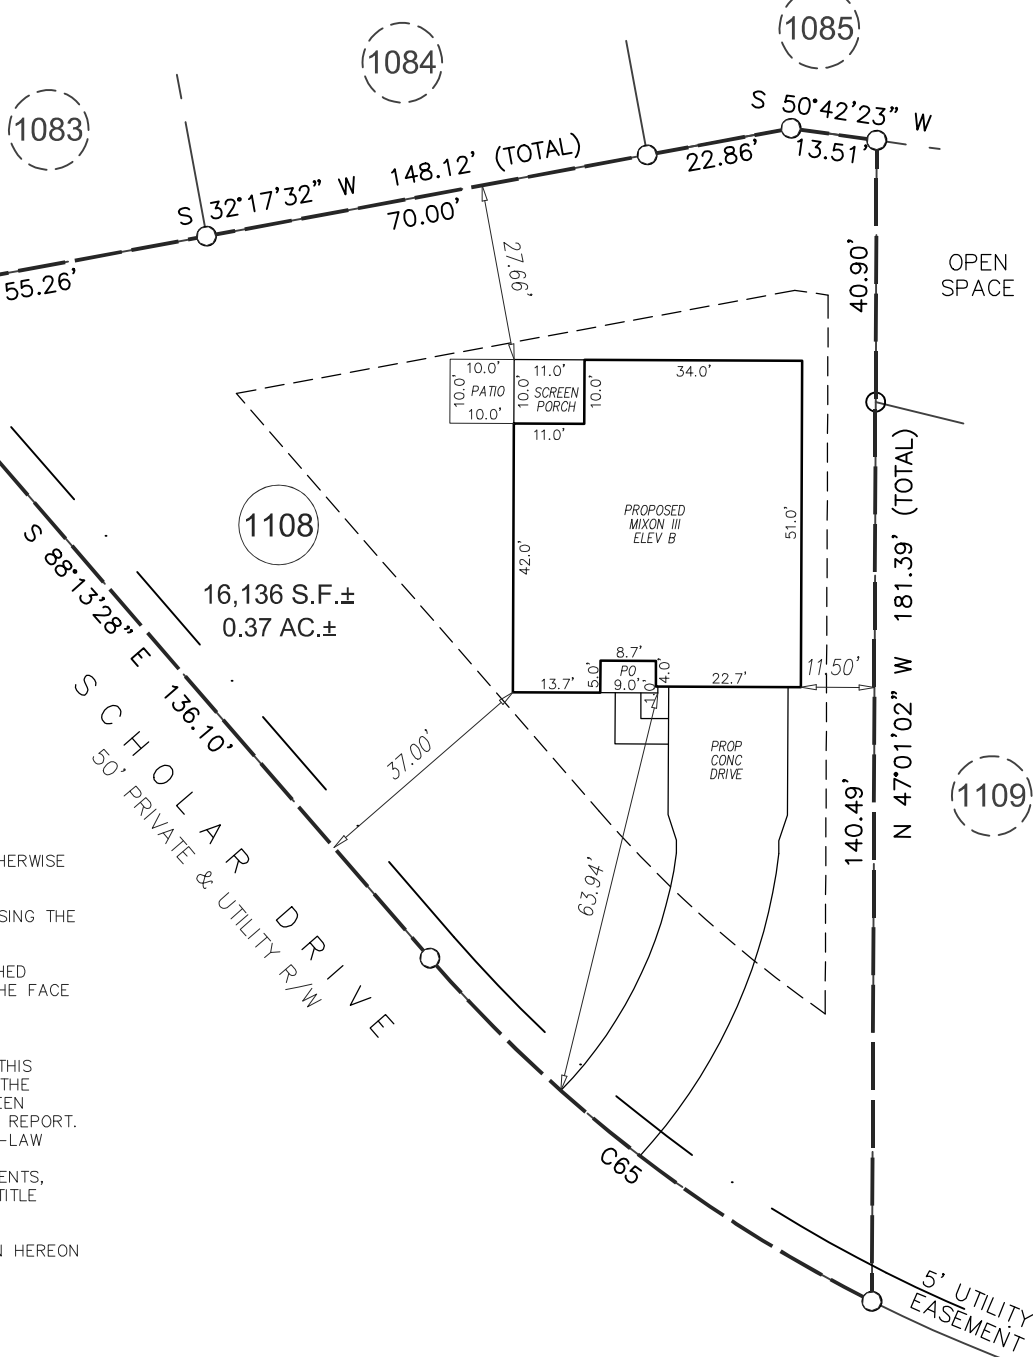 1085
1084
1083
S 50°42'23" W
13.51'
22.86'
S 32°17'32" W 148.12' (TOTAL)
70.00'
55.26'
27.66'
40.90'
OPEN
SPACE
10.0'
10.0'
PATIO
10.0'
10.0'
11.0'
SCREEN
PORCH
10.0'
11.0'
34.0'
PROPOSED
MIXON III
ELEV B
51.0'
42.0'
1108
16,136 S.F.±
0.37 AC.±
N 47°01'02" W 181.39' (TOTAL)
S 88°13'28" E 136.10'
8.7'
PO
9.0'
5.0'
4.0'
1.0'
13.7'
22.7'
11.50'
37.00'
PROP
CONC
DRIVE
63.94'
140.49'
1109
SCHOLAR DRIVE
50' PRIVATE & UTILITY R/W
C65
5' UTILITY
EASEMENT
HERWISE
SING THE
HED
HE FACE
THIS
THE
EEN
REPORT.
-LAW
ENTS,
TITLE
N HEREON